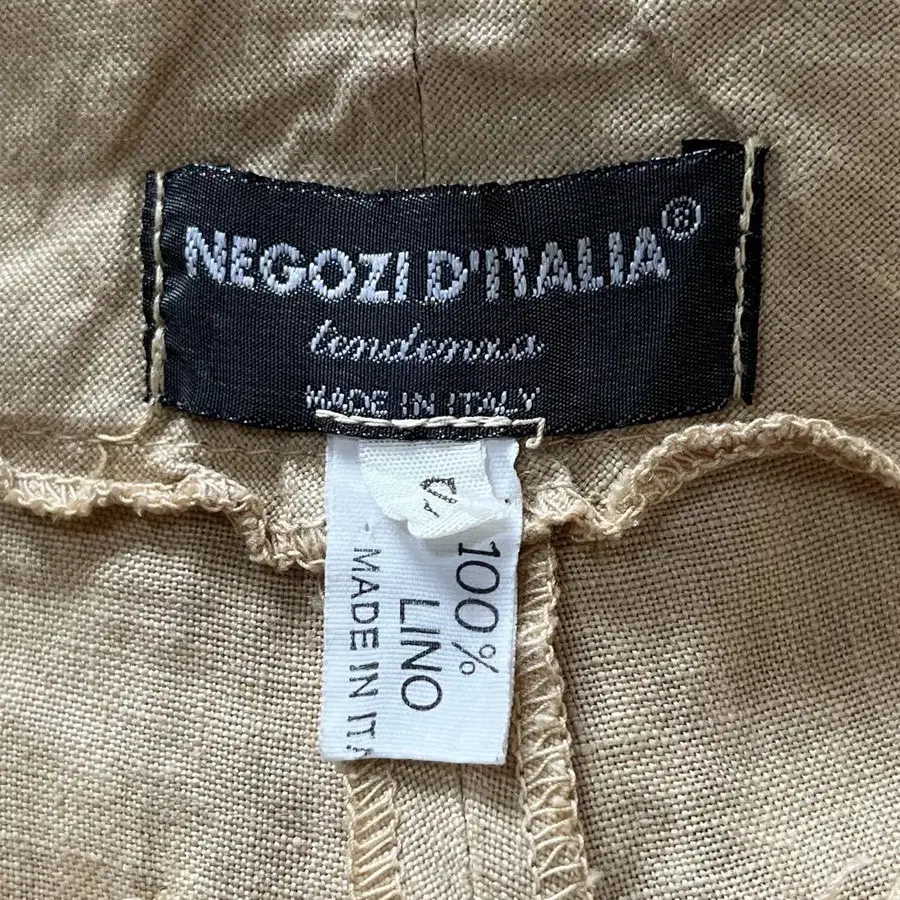 NEGOZI D'ITALIA®
tendenza
MADE IN ITALY
100%
LINO
MADE IN ITA